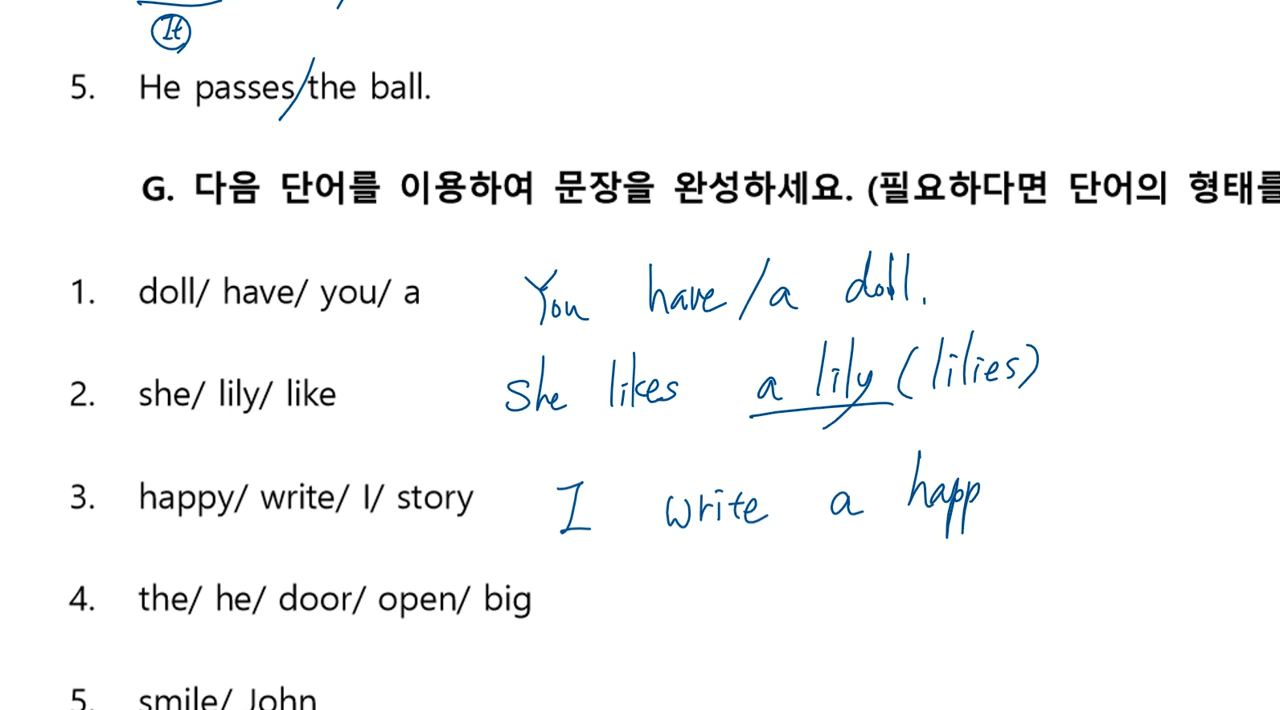 It
5. He passes/the ball.
G. 다음 단어를 이용하여 문장을 완성하세요. (필요하다면 단어의 형태를
1. doll/ have/ you/ a You have/a doll.
2. she/ lily/ like She likes a lily (lilies)
3. happy/ write/ I/ story I write a happ
4. the/ he/ door/ open/ big
5. smile/ John